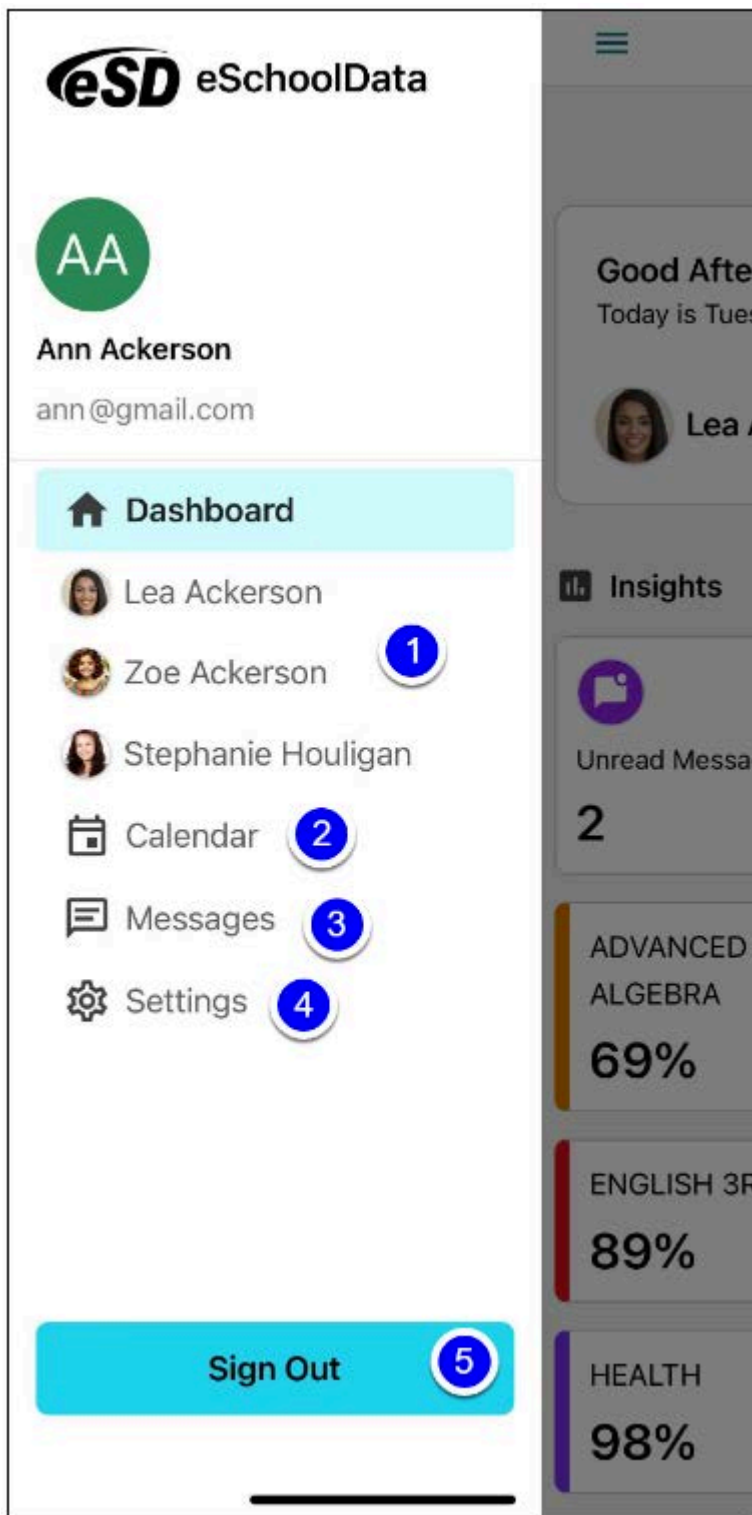 eSD eSchoolData
AA
Ann Ackerson
ann@gmail.com
Dashboard
Lea Ackerson
1
Zoe Ackerson
Stephanie Houligan
Calendar 2
Messages 3
Settings 4
Sign Out 5
Good Afte
Today is Tues
Lea A
Insights
Unread Messa
2
ADVANCED
ALGEBRA
69%
ENGLISH 3R
89%
HEALTH
98%